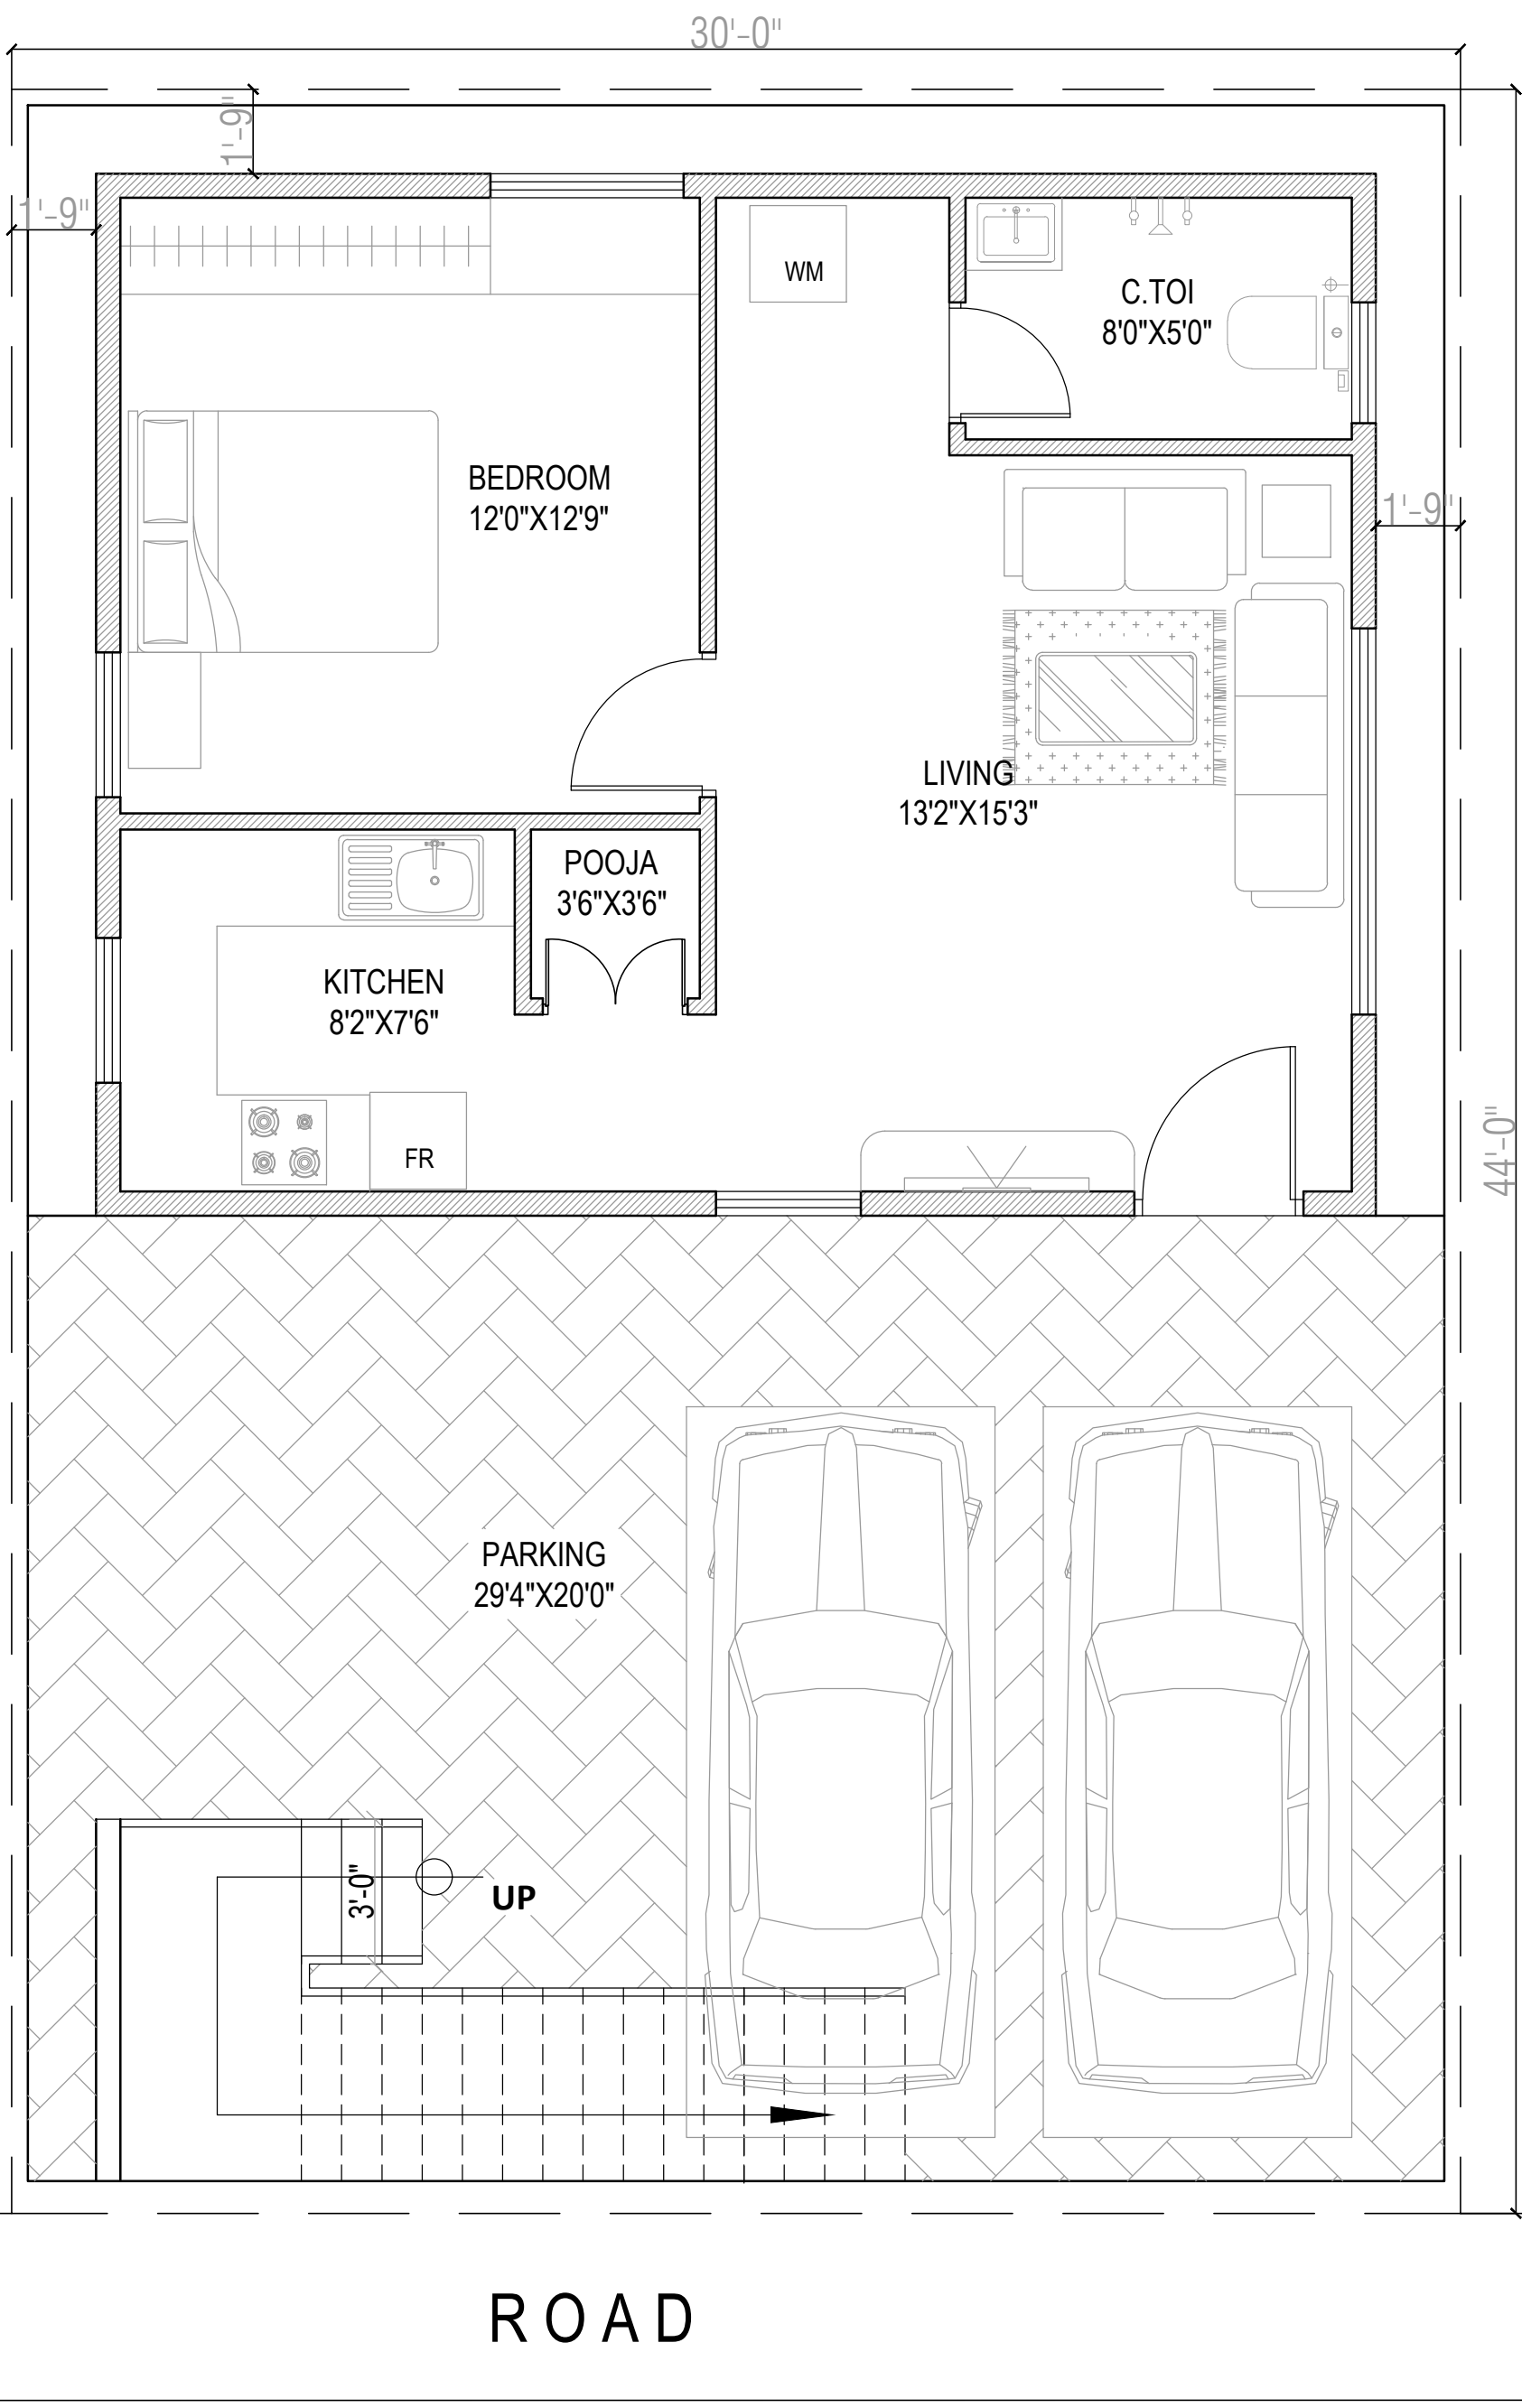 30'-0"
1'-9"
1'-9"
WM
C.TOI
8'0"X5'0"
BEDROOM
12'0"X12'9"
1'-9"
LIVING
13'2"X15'3"
POOJA
3'6"X3'6"
KITCHEN
8'2"X7'6"
FR
44'-0"
PARKING
29'4"X20'0"
3'-0"
UP
ROAD